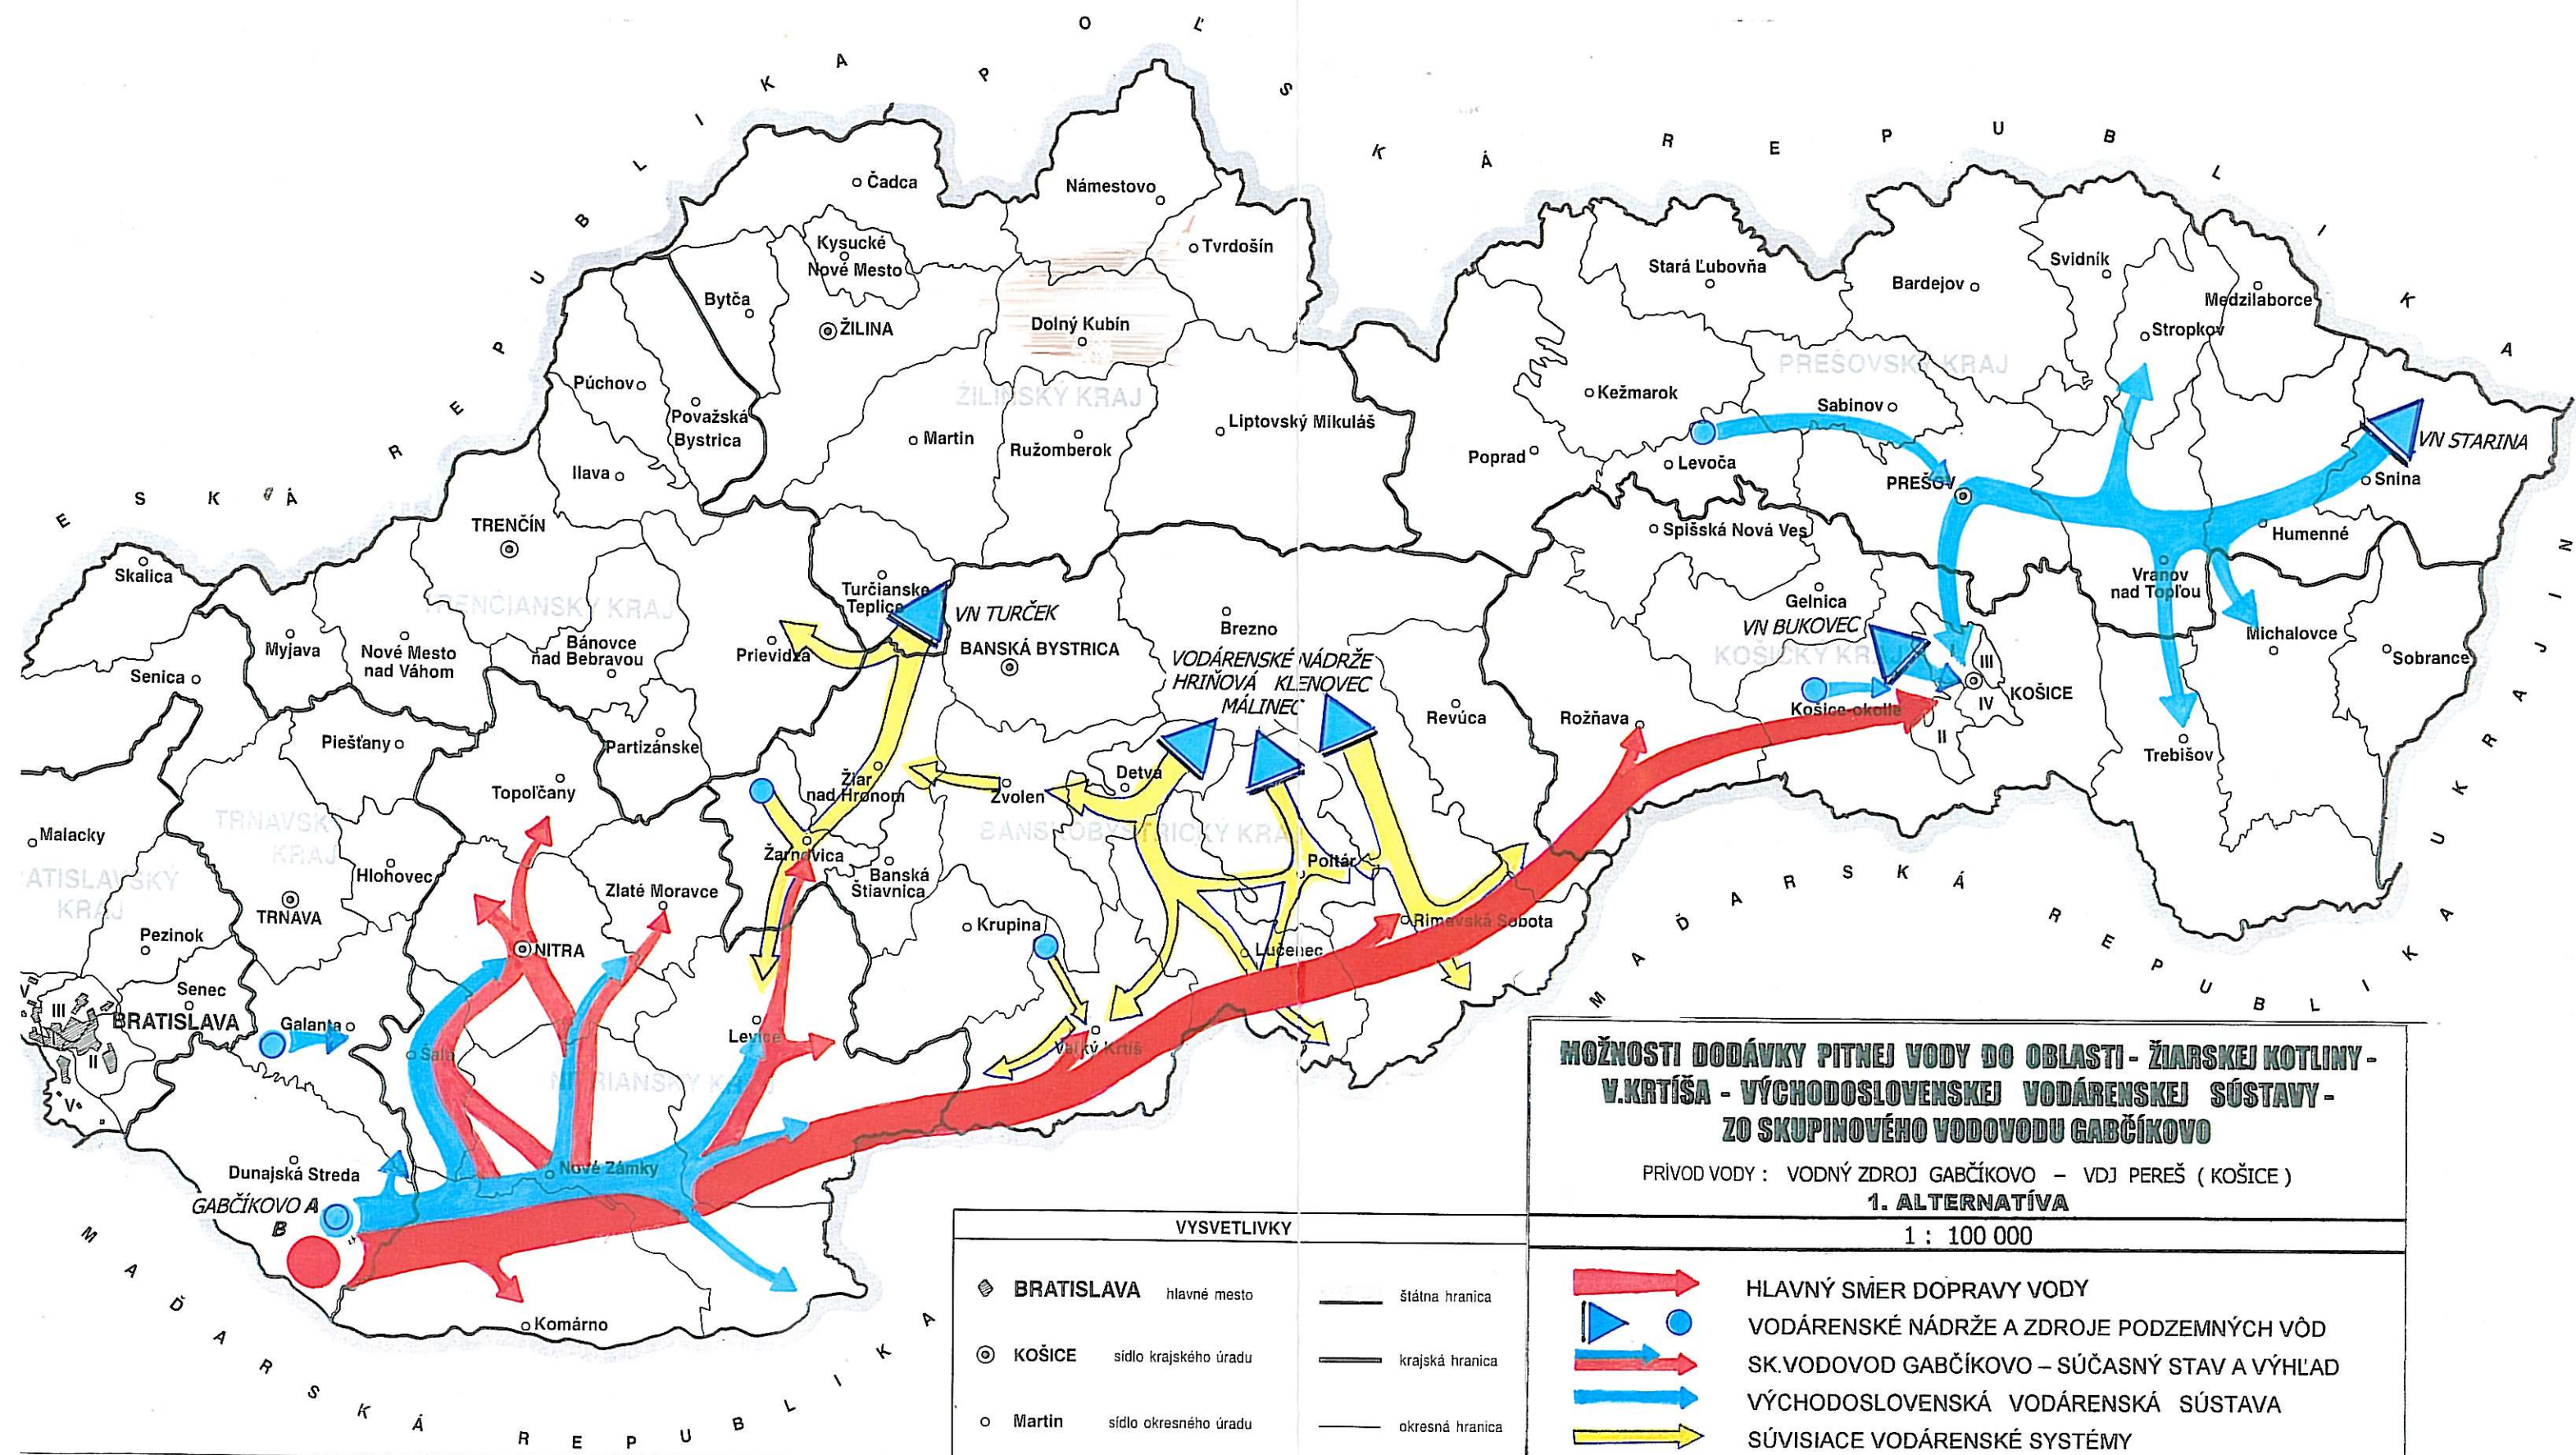 Č E S K Á R E P U B L I K A
P O Ľ S K Á R E P U B L I K A
Čadca
Námestovo
Kysucké
Nové Mesto
Tvrdošín
Bytča
ŽILINA
Dolný Kubín
Stará Ľubovňa
Bardejov
Svidník
Medzilaborce
Stropkov
PREŠOVSKÝ KRAJ
Púchov
Považská
Bystrica
ŽILINSKÝ KRAJ
Kežmarok
Sabinov
Martin
Ružomberok
Liptovský Mikuláš
Ilava
Poprad
Levoča
PREŠOV
VN STARINA
Snina
TRENČÍN
Spišská Nová Ves
Humenné
Skalica
Turčianske
Teplice
VN TURČEK
TRENČIANSKY KRAJ
Vranov
nad Topľou
Gelnica
VN BUKOVEC
Myjava
Nové Mesto
nad Váhom
Bánovce
nad Bebravou
Prievidza
BANSKÁ BYSTRICA
Brezno
Michalovce
Sobrance
KOŠICKÝ KRAJ
Senica
VODÁRENSKÉ NÁDRŽE
HRIŇOVÁ KLENOVEC
MÁLINEC
III
KOŠICE
IV
II
Košice-okolie
Revúca
Rožňava
Piešťany
Partizánske
Trebišov
Topoľčany
Žiar
nad Hronom
Zvolen
Detva
Malacky
TRNAVSKÝ
KRAJ
BANSKOBYSTRICKÝ KRAJ
Hlohovec
Žarnovica
Banská
Štiavnica
Poltár
ATISLAVSKÝ
KRAJ
Zlaté Moravce
TRNAVA
Pezinok
NITRA
Krupina
Rimavská Sobota
Lučenec
Senec
V
III
BRATISLAVA
II
V
Galanta
Šaľa
Levice
Veľký Krtíš
NITRIANSKY KRAJ
Dunajská Streda
Nové Zámky
GABČÍKOVO A
B
Komárno
M A Ď A R S K Á R E P U B L I K A
M A Ď A R S K Á R E P U B L I K A
U K R A J I N A
MOŽNOSTI DODÁVKY PITNEJ VODY DO OBLASTI - ŽIARSKEJ KOTLINY -
V.KRTÍŠA - VÝCHODOSLOVENSKEJ VODÁRENSKEJ SÚSTAVY -
ZO SKUPINOVÉHO VODOVODU GABČÍKOVO
PRÍVOD VODY : VODNÝ ZDROJ GABČÍKOVO – VDJ PEREŠ ( KOŠICE )
1. ALTERNATÍVA
1 : 100 000
HLAVNÝ SMER DOPRAVY VODY
VODÁRENSKÉ NÁDRŽE A ZDROJE PODZEMNÝCH VÔD
SK.VODOVOD GABČÍKOVO – SÚČASNÝ STAV A VÝHĽAD
VÝCHODOSLOVENSKÁ VODÁRENSKÁ SÚSTAVA
SÚVISIACE VODÁRENSKÉ SYSTÉMY
VYSVETLIVKY
BRATISLAVA hlavné mesto
štátna hranica
KOŠICE sídlo krajského úradu
krajská hranica
Martin sídlo okresného úradu
okresná hranica